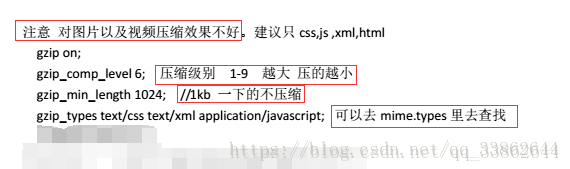 注意 对图片以及视频压缩效果不好。建议只 css,js ,xml,html
gzip on;
gzip_comp_level 6; 压缩级别 1-9 越大 压的越小
gzip_min_length 1024; //1kb 一下的不压缩
gzip_types text/css text/xml application/javascript; 可以去 mime.types 里去查找
https://blog.csdn.net/qq_33862644